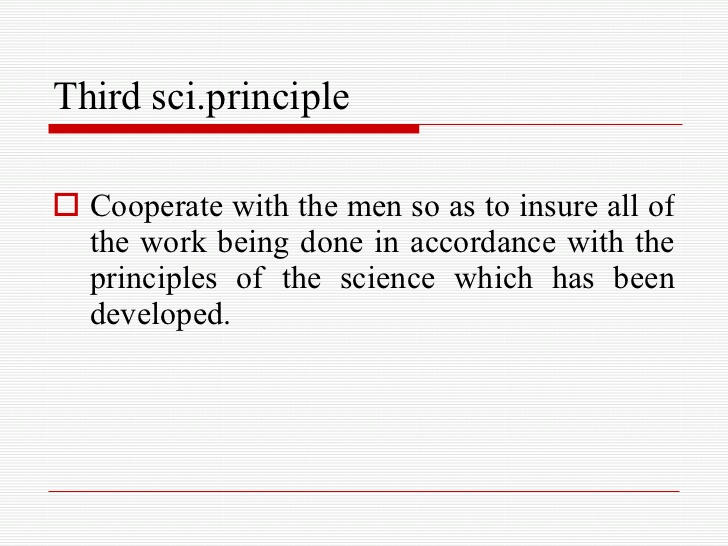 Third sci.principle
Cooperate with the men so as to insure all of
the work being done in accordance with the
principles of the science which has been
developed.